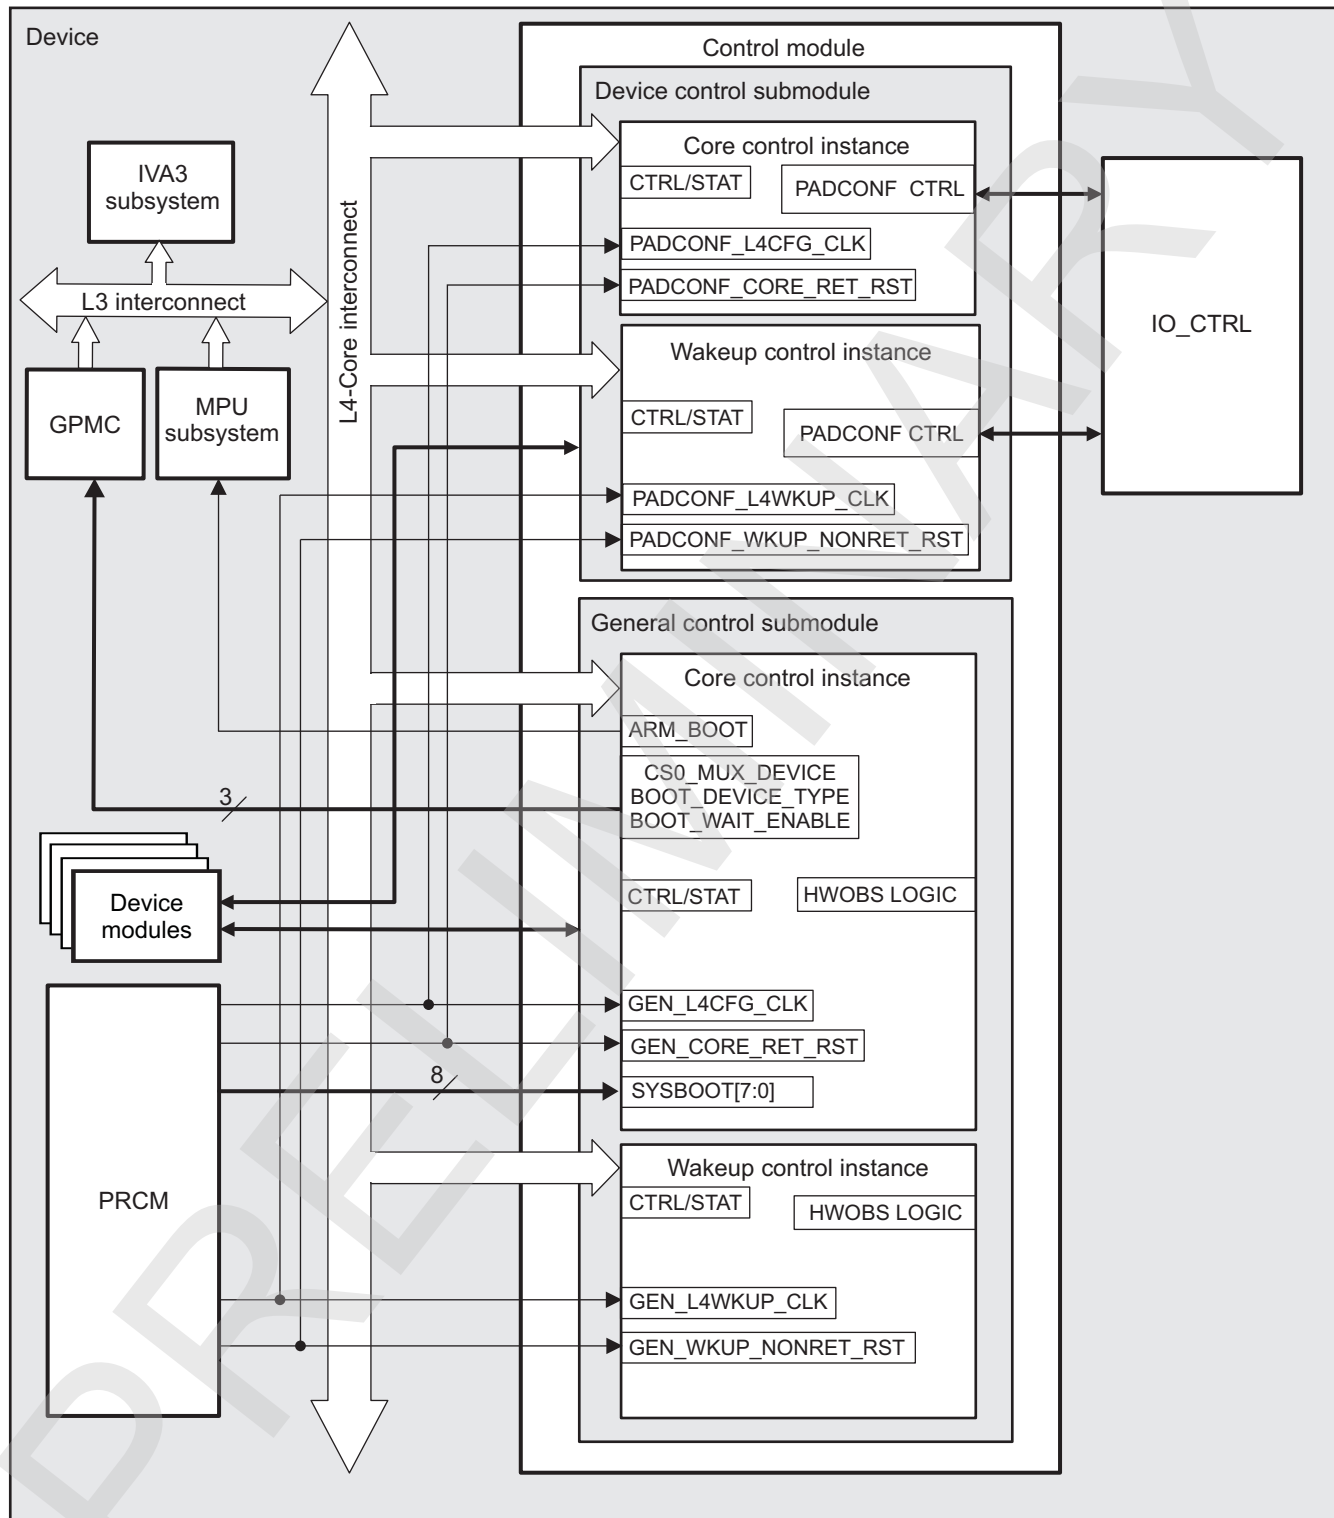 Device
Control module
Device control submodule
Core control instance
CTRL/STAT
PADCONF CTRL
PADCONF_L4CFG_CLK
PADCONF_CORE_RET_RST
Wakeup control instance
CTRL/STAT
PADCONF CTRL
PADCONF_L4WKUP_CLK
PADCONF_WKUP_NONRET_RST
IO_CTRL
IVA3
subsystem
L3 interconnect
L4-Core interconnect
GPMC
MPU
subsystem
General control submodule
Core control instance
ARM_BOOT
CS0_MUX_DEVICE
BOOT_DEVICE_TYPE
BOOT_WAIT_ENABLE
3
CTRL/STAT
HWOBS LOGIC
Device
modules
GEN_L4CFG_CLK
GEN_CORE_RET_RST
8
SYSBOOT[7:0]
PRCM
Wakeup control instance
CTRL/STAT
HWOBS LOGIC
GEN_L4WKUP_CLK
GEN_WKUP_NONRET_RST
PRELIMINARY